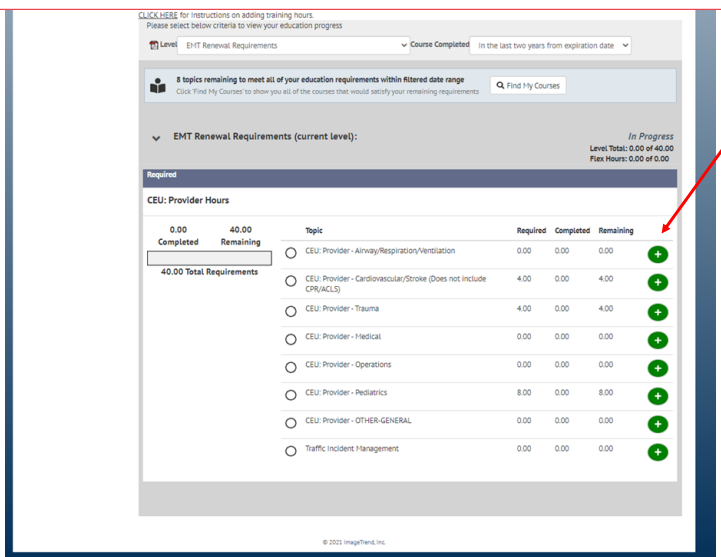 CLICK HERE for instructions on adding training hours.
Please select below criteria to view your education progress
Level EMT Renewal Requirements Course Completed In the last two years from expiration date
8 topics remaining to meet all of your education requirements within filtered date range
Click 'Find My Courses' to show you all of the courses that would satisfy your remaining requirements
Find My Courses
EMT Renewal Requirements (current level):
In Progress
Level Total: 0.00 of 40.00
Flex Hours: 0.00 of 0.00
Required
CEU: Provider Hours
0.00 40.00
Completed Remaining
40.00 Total Requirements
Topic Required Completed Remaining
CEU: Provider - Airway/Respiration/Ventilation 0.00 0.00 0.00
CEU: Provider - Cardiovascular/Stroke (Does not include 4.00 0.00 4.00
CPR/ACLS)
CEU: Provider - Trauma 4.00 0.00 4.00
CEU: Provider - Medical 0.00 0.00 0.00
CEU: Provider - Operations 0.00 0.00 0.00
CEU: Provider - Pediatrics 8.00 0.00 8.00
CEU: Provider - OTHER-GENERAL 0.00 0.00 0.00
Traffic Incident Management 0.00 0.00 0.00
© 2021 ImageTrend, Inc.